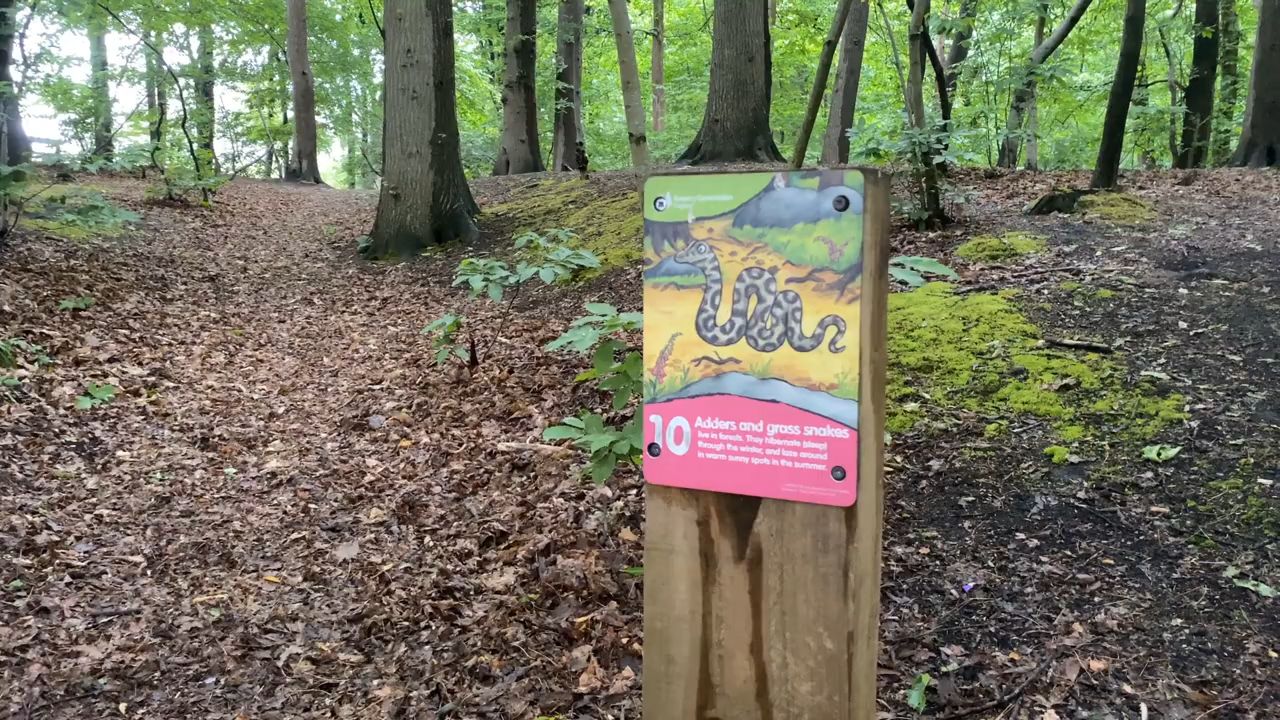 10
Adders and grass snakes
live in forests. They hibernate (sleep)
through the winter, and laze around
in warm sunny spots in the summer.